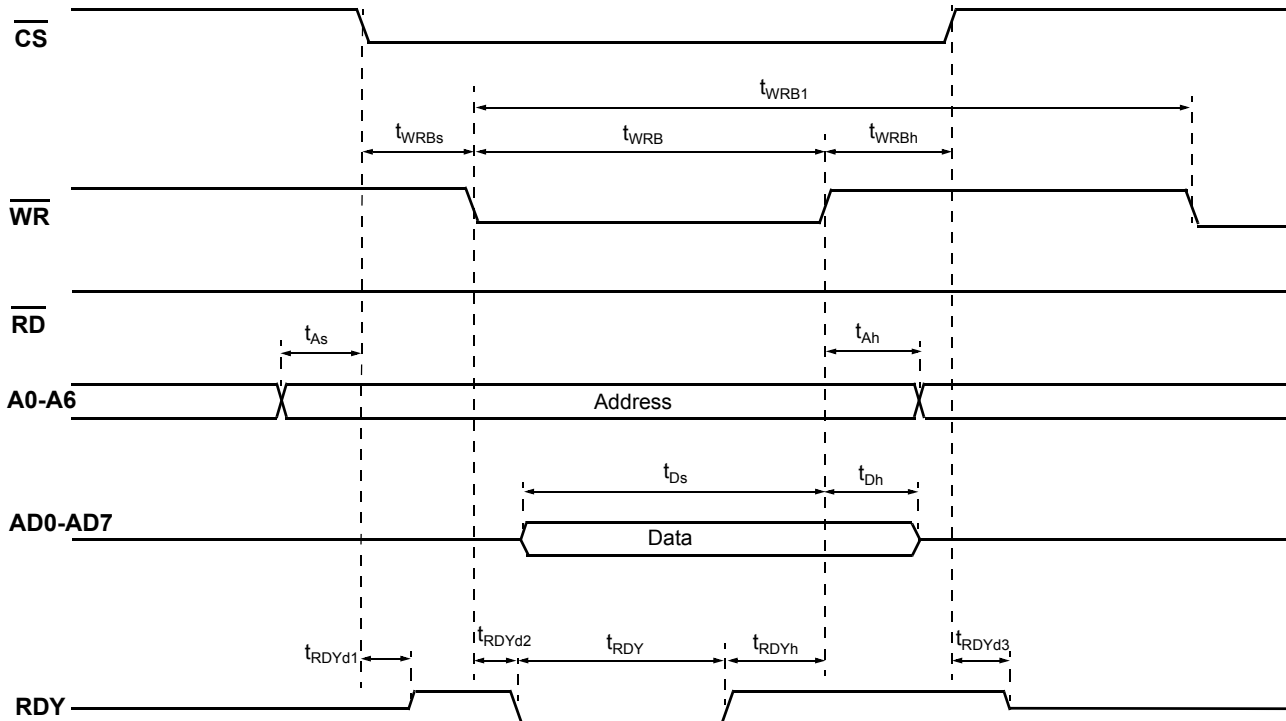 CS
tWRB1
tWRBs tWRB tWRBh
WR
RD
tAs tAh
A0-A6 Address
tDs tDh
AD0-AD7 Data
tRDYd1 tRDYd2 tRDY tRDYh tRDYd3
RDY